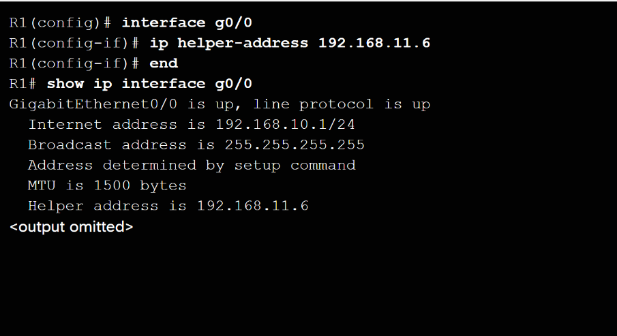 R1(config)# interface g0/0
R1(config-if)# ip helper-address 192.168.11.6
R1(config-if)# end
R1# show ip interface g0/0
GigabitEthernet0/0 is up, line protocol is up
  Internet address is 192.168.10.1/24
  Broadcast address is 255.255.255.255
  Address determined by setup command
  MTU is 1500 bytes
  Helper address is 192.168.11.6
<output omitted>